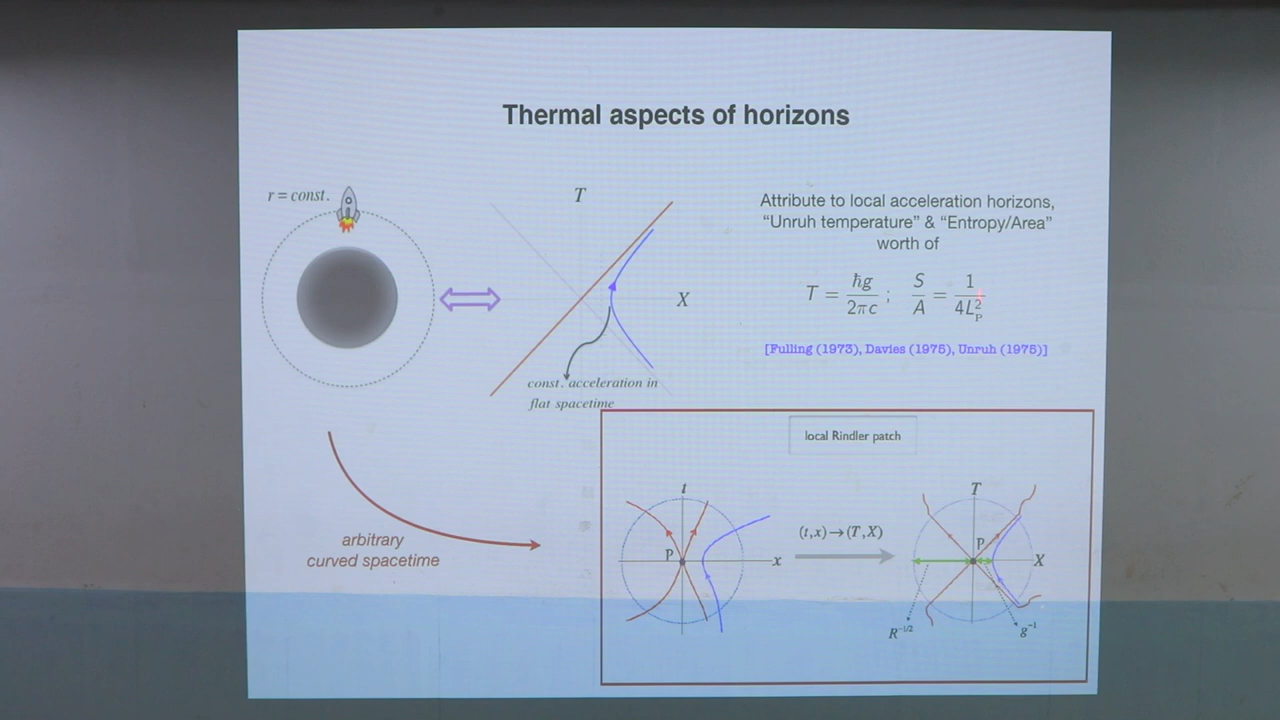 Thermal aspects of horizons
r = const.
T
X
const. acceleration in
flat spacetime
Attribute to local acceleration horizons,
“Unruh temperature” & “Entropy/Area”
worth of
T = ħg / 2πc ; S / A = 1 / 4L_P^2
[Fulling (1973), Davies (1975), Unruh (1975)]
arbitrary
curved spacetime
local Rindler patch
t
P
x
(t,x)→(T,X)
T
P
X
R^-1/2
g^-1